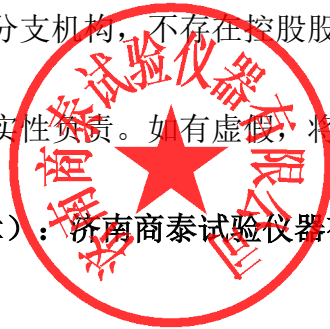 分支机构，不存在控股股
济南商泰试验仪器有限公司
实性负责。如有虚假，将
）：济南商泰试验仪器有